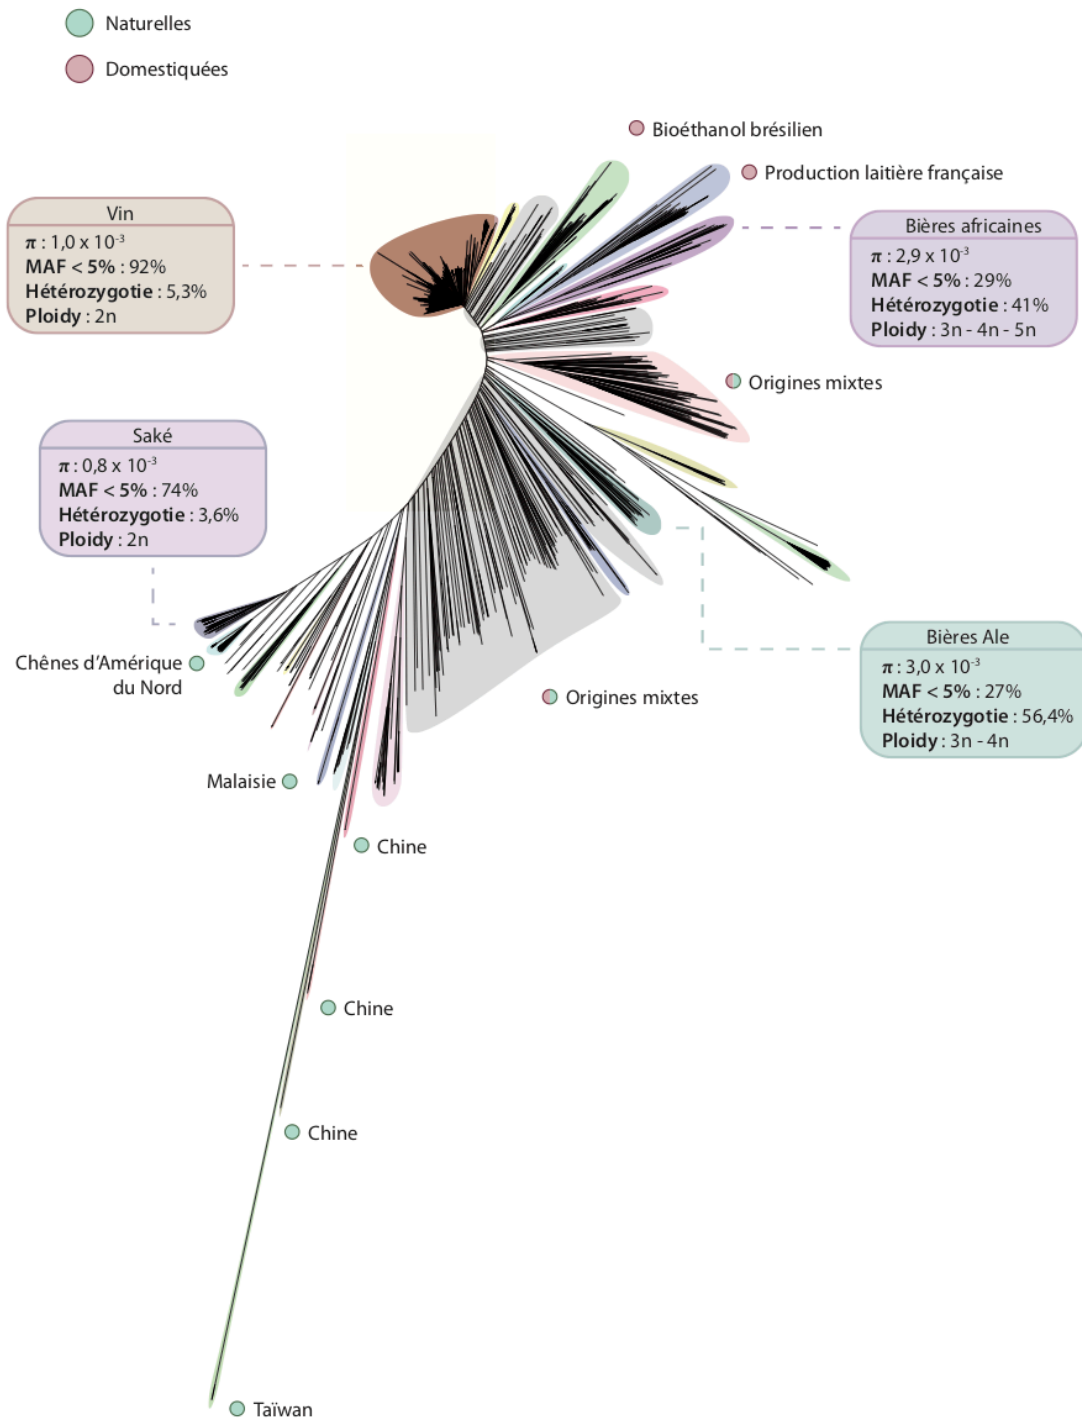 Naturelles
Domestiquées
Bioéthanol brésilien
Production laitière française
Vin
π : 1,0 x 10⁻³
MAF < 5% : 92%
Hétérozygotie : 5,3%
Ploidy : 2n
Bières africaines
π : 2,9 x 10⁻³
MAF < 5% : 29%
Hétérozygotie : 41%
Ploidy : 3n - 4n - 5n
Origines mixtes
Saké
π : 0,8 x 10⁻³
MAF < 5% : 74%
Hétérozygotie : 3,6%
Ploidy : 2n
Bières Ale
π : 3,0 x 10⁻³
MAF < 5% : 27%
Hétérozygotie : 56,4%
Ploidy : 3n - 4n
Chênes d’Amérique
du Nord
Origines mixtes
Malaisie
Chine
Chine
Chine
Taïwan